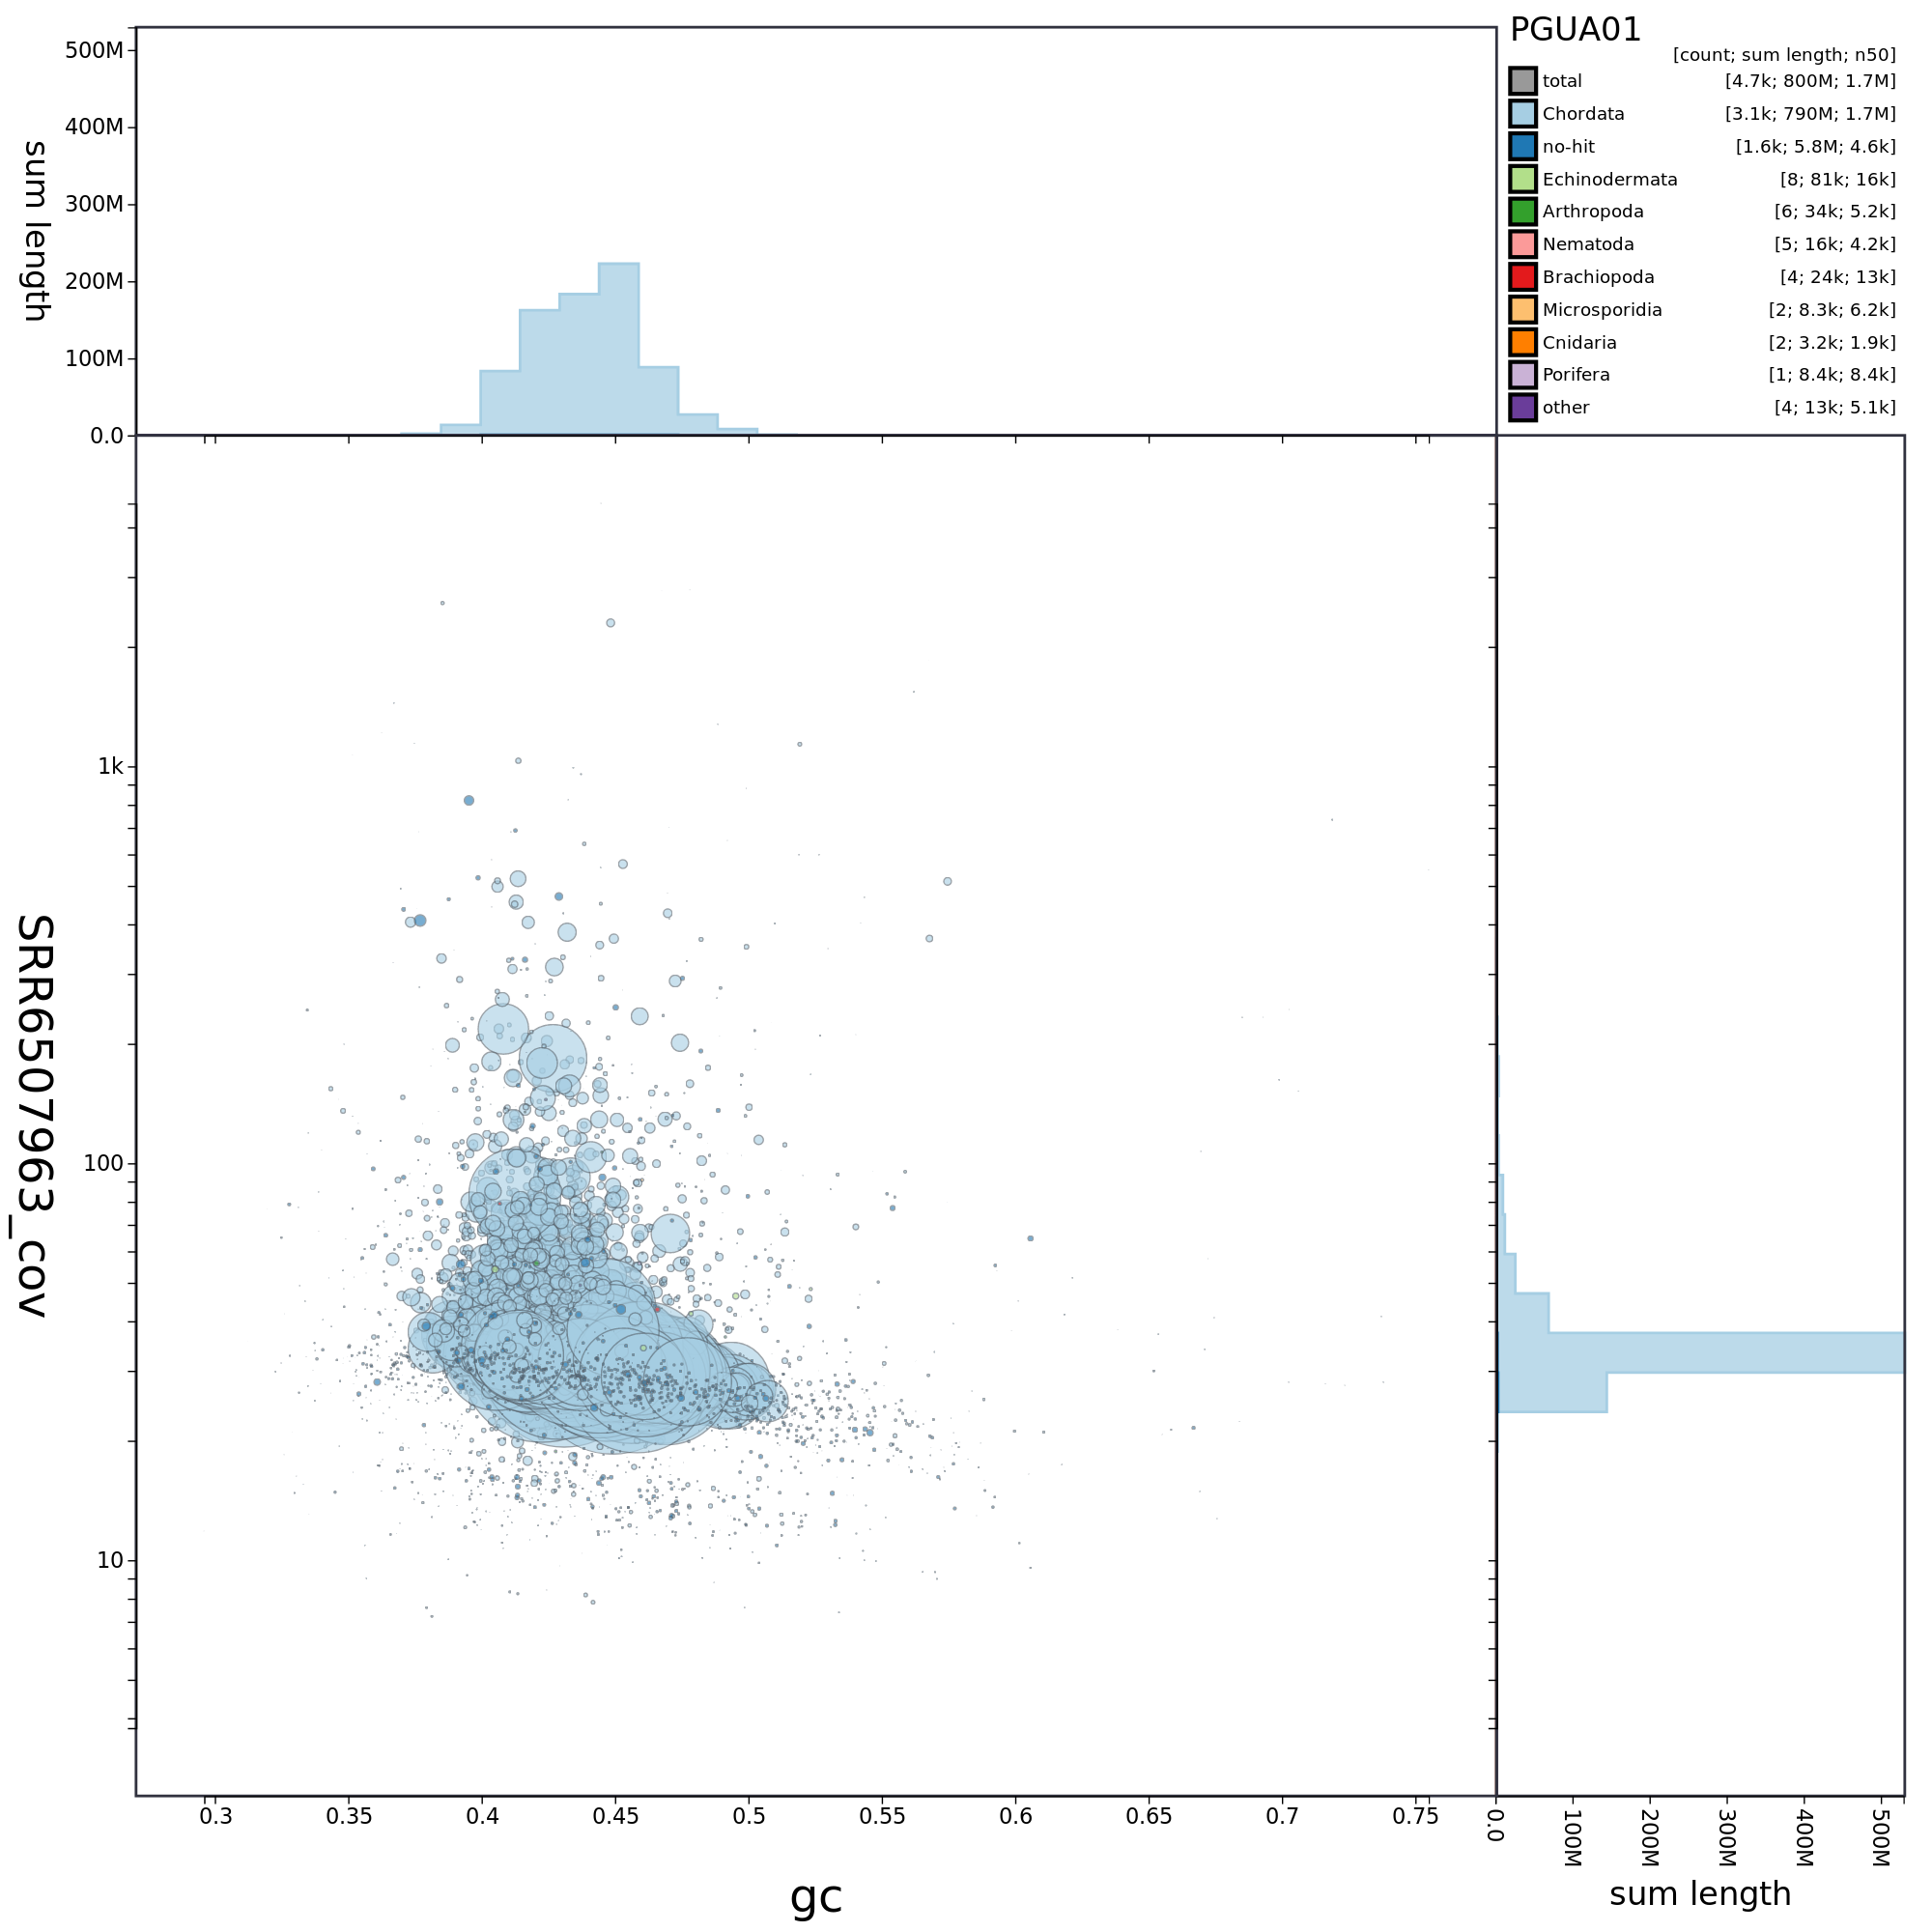 PGUA01
[count; sum length; n50]
total [4.7k; 800M; 1.7M]
Chordata [3.1k; 790M; 1.7M]
no-hit [1.6k; 5.8M; 4.6k]
Echinodermata [8; 81k; 16k]
Arthropoda [6; 34k; 5.2k]
Nematoda [5; 16k; 4.2k]
Brachiopoda [4; 24k; 13k]
Microsporidia [2; 8.3k; 6.2k]
Cnidaria [2; 3.2k; 1.9k]
Porifera [1; 8.4k; 8.4k]
other [4; 13k; 5.1k]
sum length
500M
400M
300M
200M
100M
0.0
SRR6507963_cov
1k
100
10
0.3 0.35 0.4 0.45 0.5 0.55 0.6 0.65 0.7 0.75
gc
0.0 100M 200M 300M 400M 500M
sum length